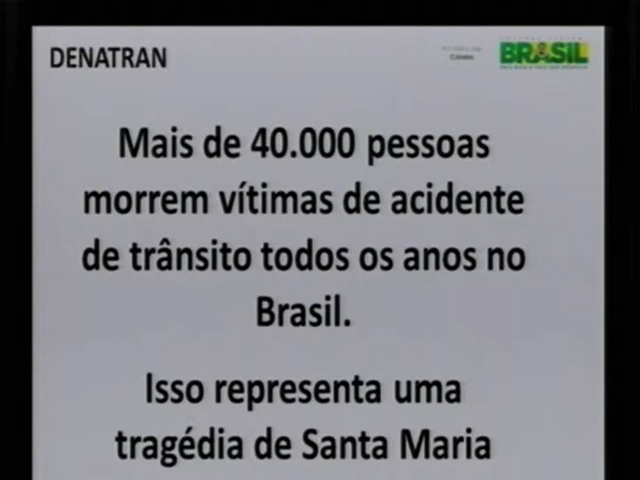 DENATRAN
BRASIL
Mais de 40.000 pessoas
morrem vítimas de acidente
de trânsito todos os anos no
Brasil.
Isso representa uma
tragédia de Santa Maria